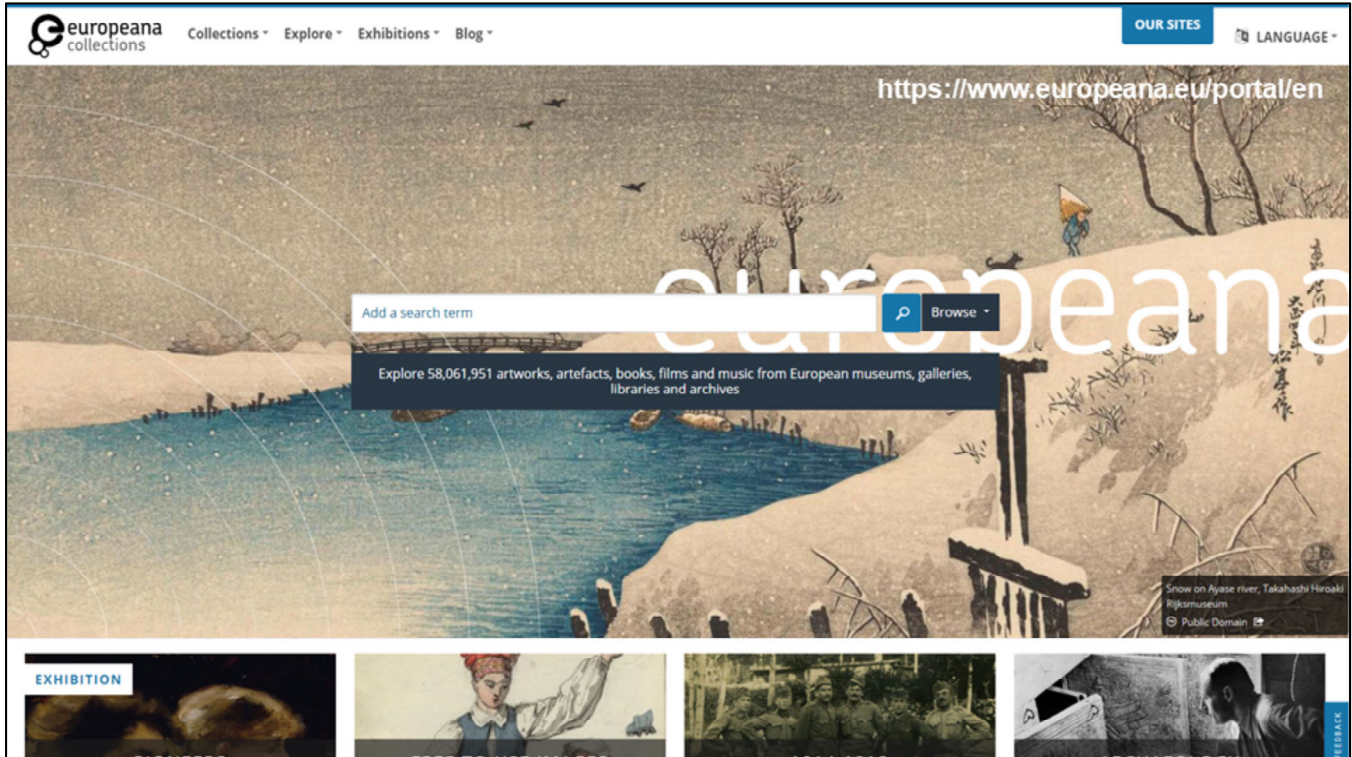 europeana
collections
Collections
Explore
Exhibitions
Blog
OUR SITES
LANGUAGE
https://www.europeana.eu/portal/en
europeana
Add a search term
Browse
Explore 58,061,951 artworks, artefacts, books, films and music from European museums, galleries,
libraries and archives
Snow on Ayase river, Takahashi Hiroaki
Rijksmuseum
Public Domain
EXHIBITION
FEEDBACK